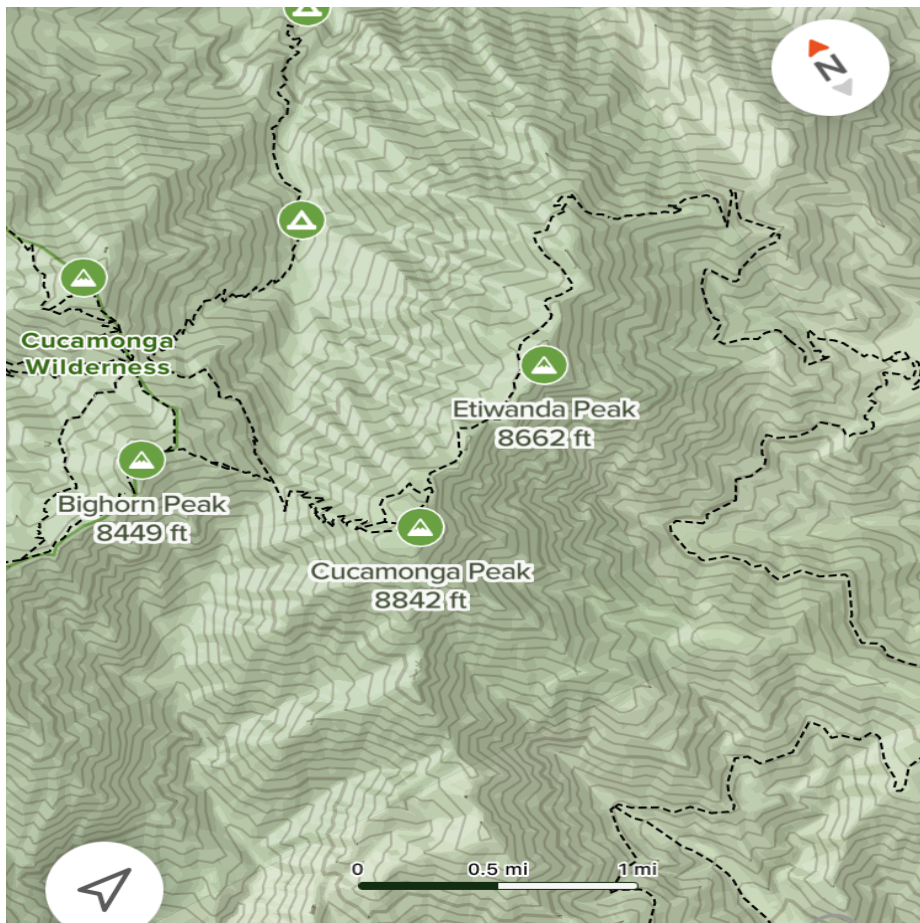 N
Cucamonga
Wilderness
Etiwanda Peak
8662 ft
Bighorn Peak
8449 ft
Cucamonga Peak
8842 ft
0 0.5 mi 1 mi